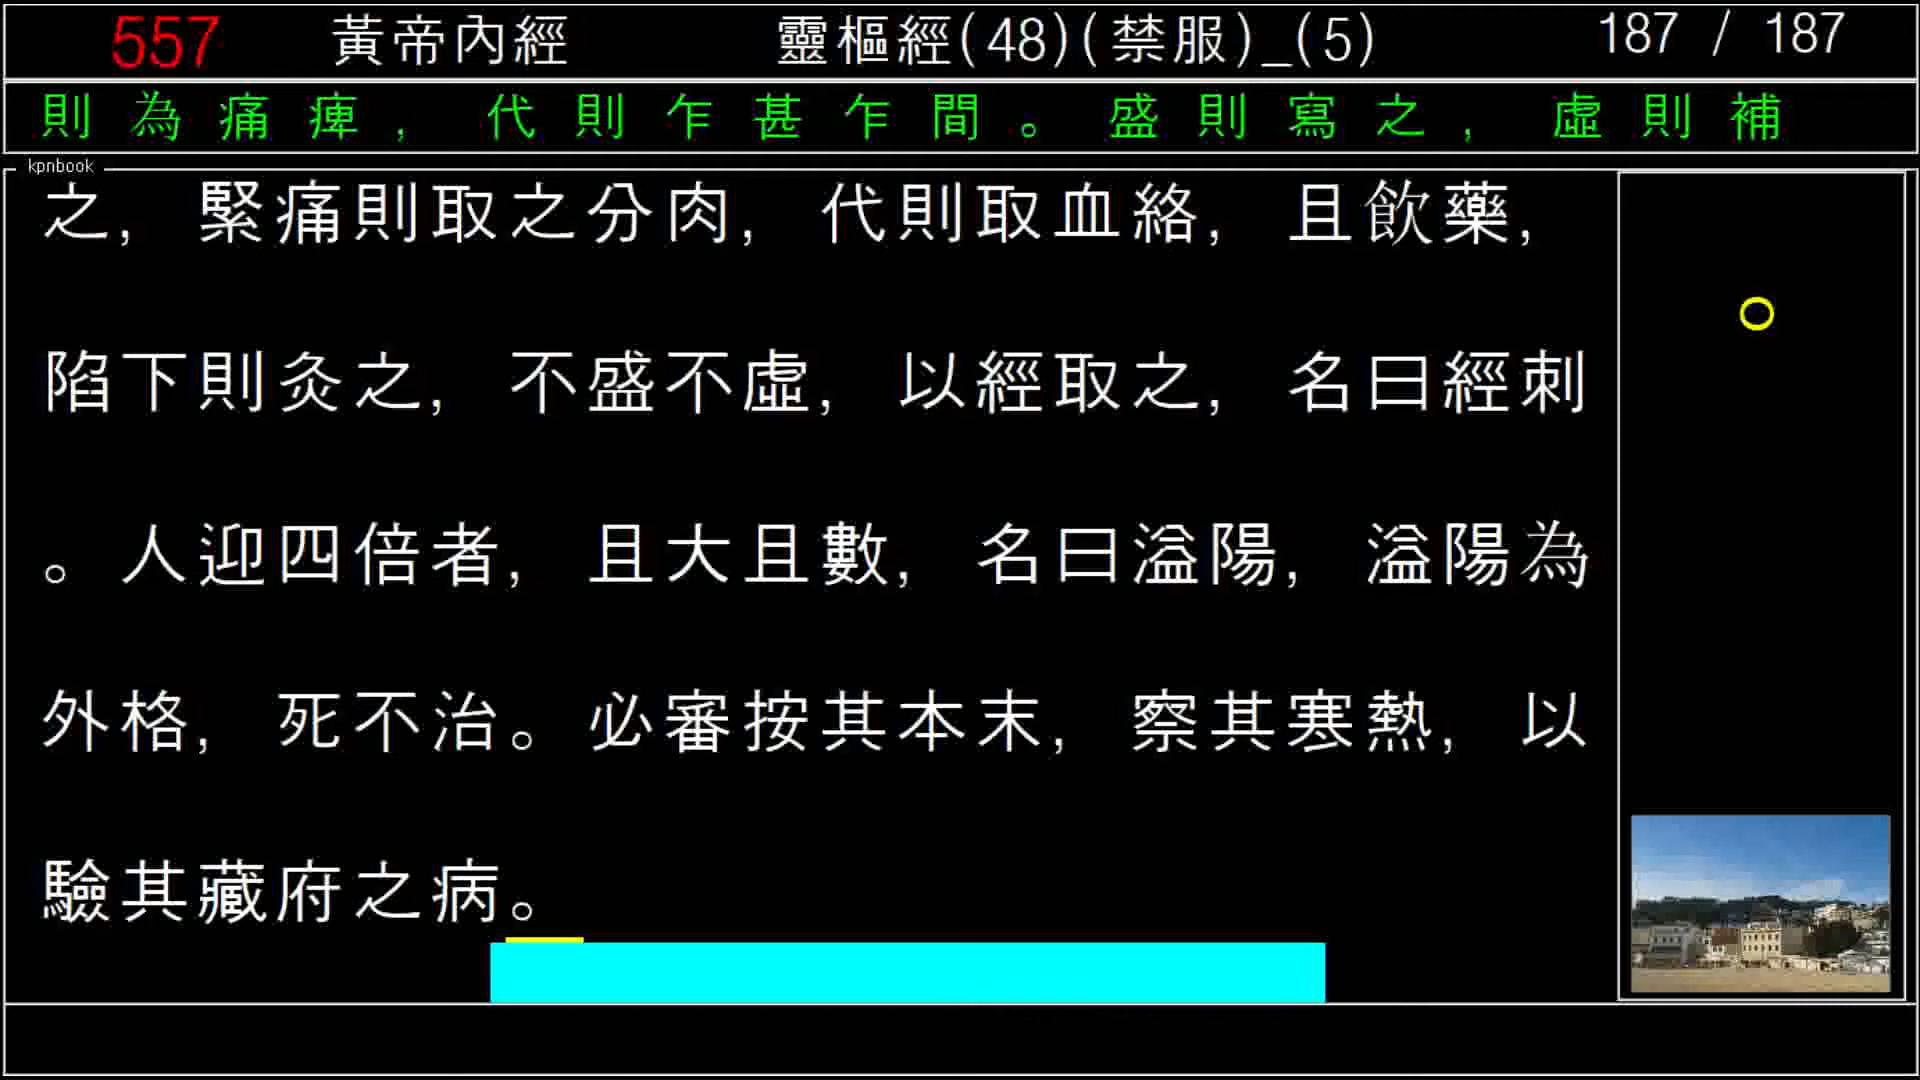 557 黃帝內經 靈樞經(48)(禁服)_(5) 187 / 187
則為痛痺，代則乍甚乍間。盛則寫之，虛則補
kpnbook
之，緊痛則取之分肉，代則取血絡，且飲藥，
陷下則灸之，不盛不虛，以經取之，名曰經刺
。人迎四倍者，且大且數，名曰溢陽，溢陽為
外格，死不治。必審按其本末，察其寒熱，以
驗其藏府之病。